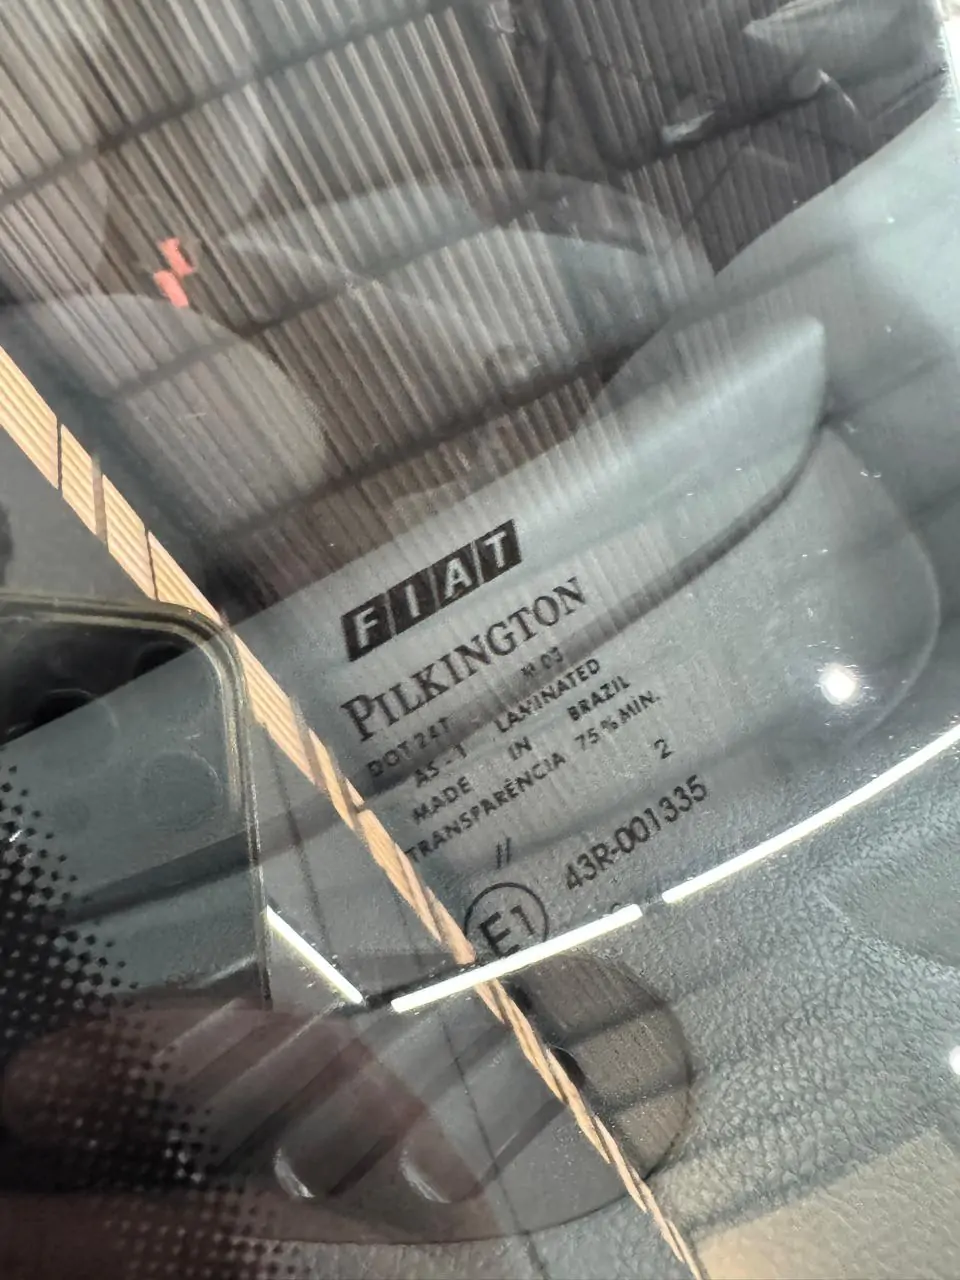 FIAT
PILKINGTON
M 03
DOT 24T LAMINATED
AS-1 IN BRAZIL
MADE
TRANSPARÊNCIA 75% MIN.
2
//
43R-001335
E1